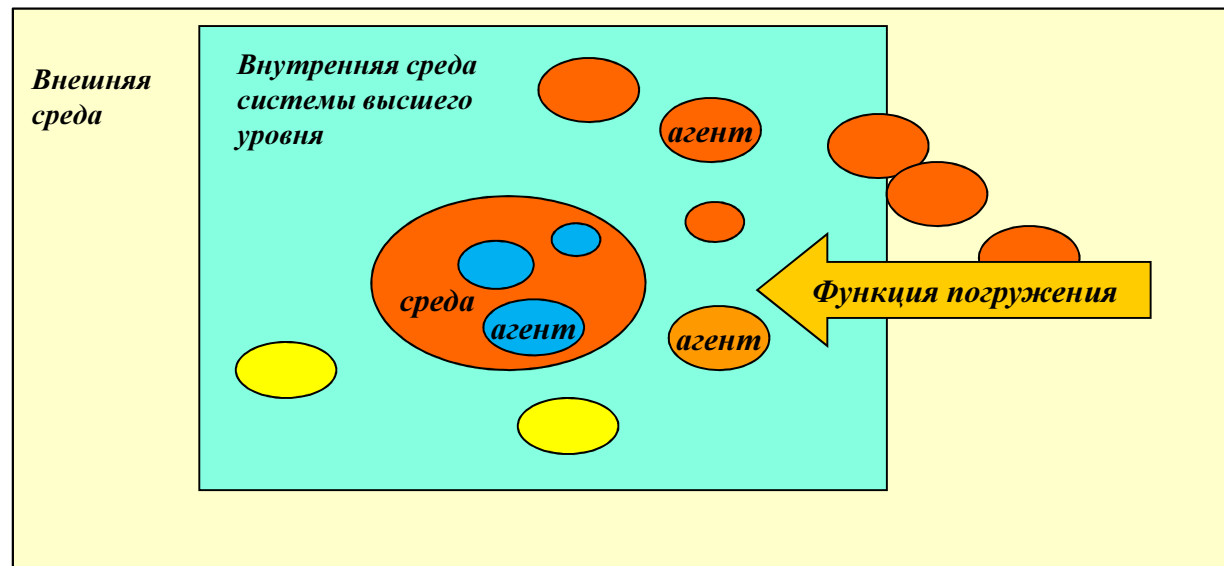 Внешняя
среда
Внутренняя среда
системы высшего
уровня
агент
Функция погружения
среда
агент
агент